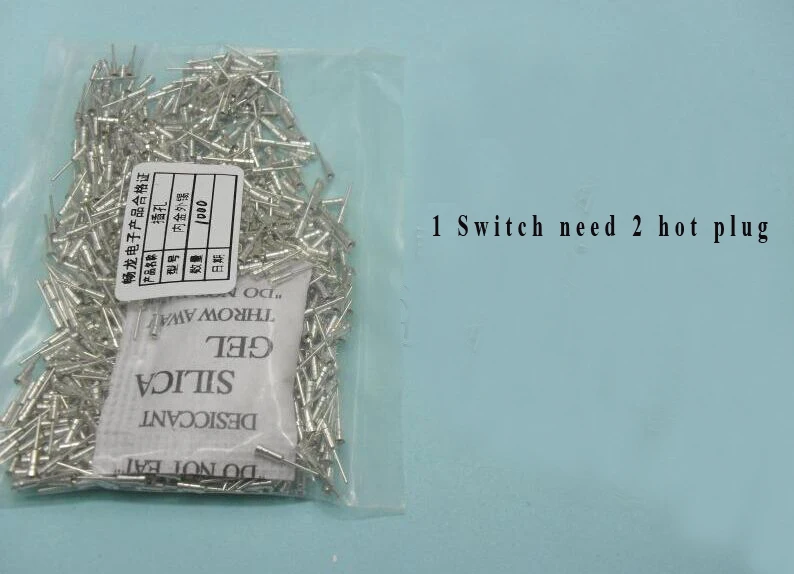 畅龙电子产品合格证
产品名称 插孔
型号 内金外锡
数量 1000
日期
1 Switch need 2 hot plug
"DO NOT
THROW AWA
GEL
SILICA
DESICCANT
"DO NOT EAT"